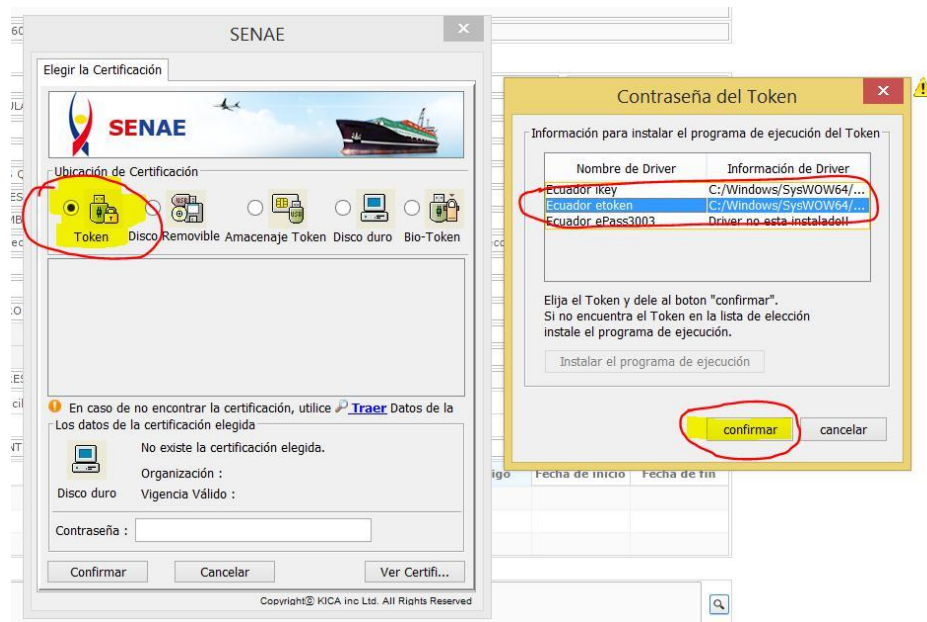 SENAE
Elegir la Certificación
SENAE
Ubicación de Certificación
Token
Disco Removible
Amacenaje Token
Disco duro
Bio-Token
En caso de no encontrar la certificación, utilice Traer Datos de la
Los datos de la certificación elegida
No existe la certificación elegida.
Organización :
Disco duro
Vigencia Válido :
Contraseña :
Confirmar
Cancelar
Ver Certifi...
Copyright© KICA inc Ltd. All Rights Reserved
Contraseña del Token
Información para instalar el programa de ejecución del Token
Nombre de Driver
Información de Driver
Ecuador ikey
C:/Windows/SysWOW64/...
Ecuador etoken
C:/Windows/SysWOW64/...
Ecuador ePass3003
Driver no esta instalado!!
Elija el Token y dele al boton "confirmar".
Si no encuentra el Token en la lista de elección
instale el programa de ejecución.
Instalar el programa de ejecución
confirmar
cancelar
Fecha de inicio
Fecha de fin